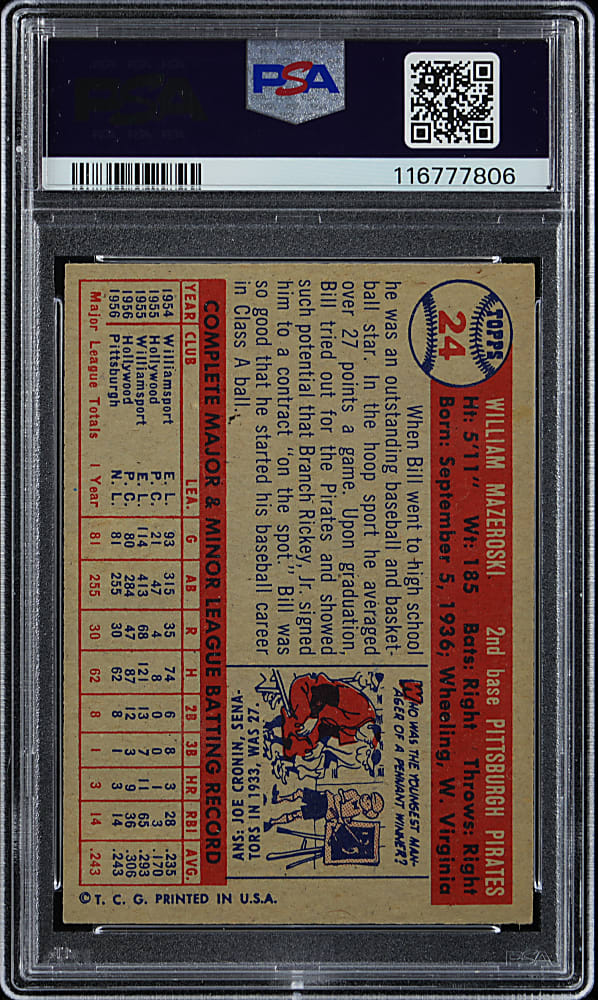 PSA
PSA
116777806
TOPPS
24
WILLIAM MAZEROSKI 2nd base PITTSBURGH PIRATES
Ht: 5'11" Wt: 185 Bats: Right Throws: Right
Born: September 5, 1936; Wheeling, W. Virginia
When Bill went to high school
he was an outstanding baseball and basket-
ball star. In the hoop sport he averaged
over 27 points a game. Upon graduation,
Bill tried out for the Pirates and showed
such potential that Branch Rickey, Jr. signed
him to a contract "on the spot." Bill was
so good that he started his baseball career
in Class A ball.
WHO WAS THE YOUNGEST MAN-
AGER OF A PENNANT WINNER?
ANS: JOE CRONIN, SENA-
TORS IN 1933, WAS 27.
COMPLETE MAJOR & MINOR LEAGUE BATTING RECORD
YEAR CLUB LEA. G AB R H 2B 3B HR RBI AVG.
1954 Williamsport E. L. 93 315 35 74 6 8 3 28 .235
1955 Hollywood P. C. 21 47 4 8 0 0 1 3 .170
1955 Williamsport E. L. 114 413 68 121 13 7 11 65 .293
1956 Hollywood P. C. 80 284 47 87 12 3 9 36 .306
1956 Pittsburgh N. L. 81 255 30 62 8 1 3 14 .243
Major League Totals 1 Year 81 255 30 62 8 1 3 14 .243
© T. C. G. PRINTED IN U.S.A.
PSA